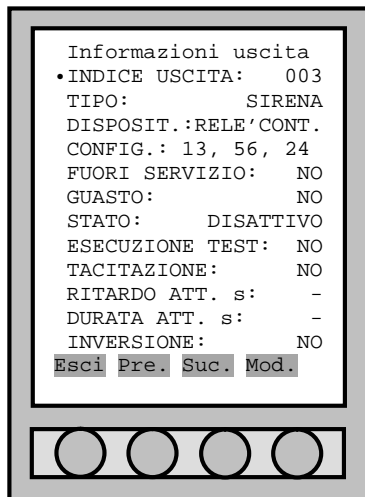 Informazioni uscita
•INDICE USCITA: 003
TIPO: SIRENA
DISPOSIT.:RELE'CONT.
CONFIG.: 13, 56, 24
FUORI SERVIZIO: NO
GUASTO: NO
STATO: DISATTIVO
ESECUZIONE TEST: NO
TACITAZIONE: NO
RITARDO ATT. s: -
DURATA ATT. s: -
INVERSIONE: NO
Esci Pre. Suc. Mod.